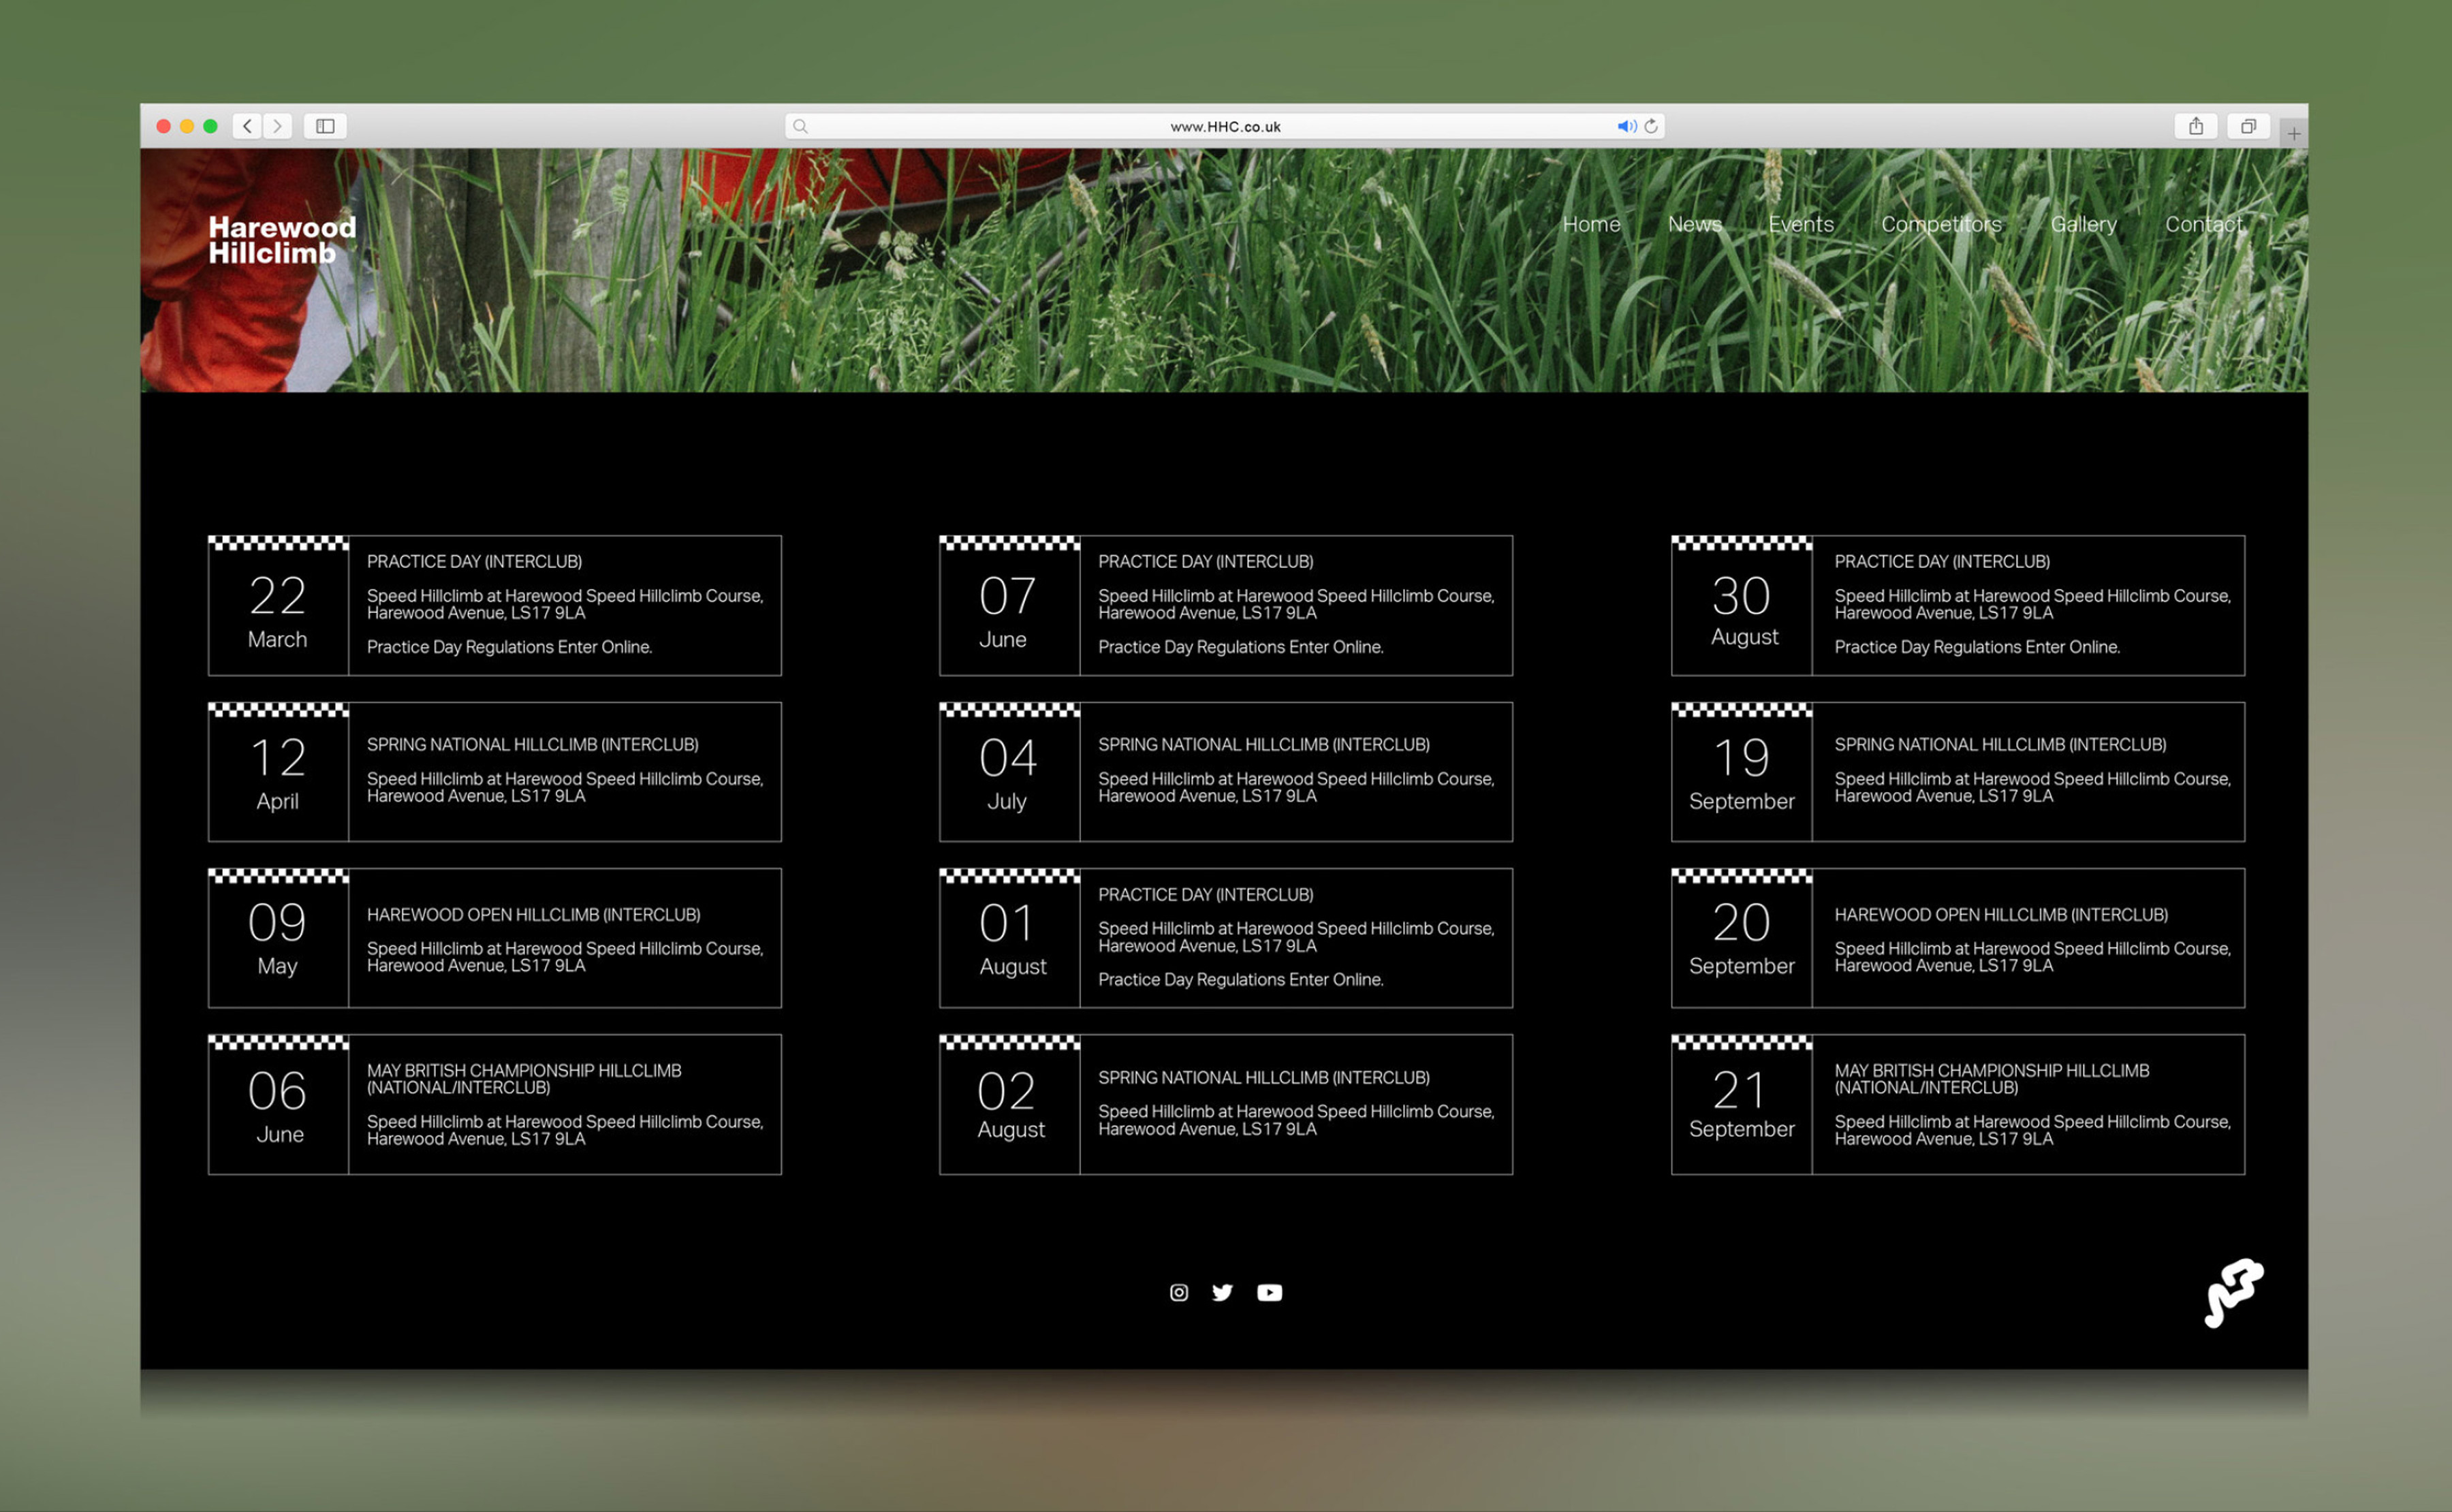 www.HHC.co.uk
Harewood
Hillclimb
Home News Events Competitors Gallery Contact
22
March
PRACTICE DAY (INTERCLUB)
Speed Hillclimb at Harewood Speed Hillclimb Course,
Harewood Avenue, LS17 9LA
Practice Day Regulations Enter Online.
12
April
SPRING NATIONAL HILLCLIMB (INTERCLUB)
Speed Hillclimb at Harewood Speed Hillclimb Course,
Harewood Avenue, LS17 9LA
09
May
HAREWOOD OPEN HILLCLIMB (INTERCLUB)
Speed Hillclimb at Harewood Speed Hillclimb Course,
Harewood Avenue, LS17 9LA
06
June
MAY BRITISH CHAMPIONSHIP HILLCLIMB
(NATIONAL/INTERCLUB)
Speed Hillclimb at Harewood Speed Hillclimb Course,
Harewood Avenue, LS17 9LA
07
June
PRACTICE DAY (INTERCLUB)
Speed Hillclimb at Harewood Speed Hillclimb Course,
Harewood Avenue, LS17 9LA
Practice Day Regulations Enter Online.
04
July
SPRING NATIONAL HILLCLIMB (INTERCLUB)
Speed Hillclimb at Harewood Speed Hillclimb Course,
Harewood Avenue, LS17 9LA
01
August
PRACTICE DAY (INTERCLUB)
Speed Hillclimb at Harewood Speed Hillclimb Course,
Harewood Avenue, LS17 9LA
Practice Day Regulations Enter Online.
02
August
SPRING NATIONAL HILLCLIMB (INTERCLUB)
Speed Hillclimb at Harewood Speed Hillclimb Course,
Harewood Avenue, LS17 9LA
30
August
PRACTICE DAY (INTERCLUB)
Speed Hillclimb at Harewood Speed Hillclimb Course,
Harewood Avenue, LS17 9LA
Practice Day Regulations Enter Online.
19
September
SPRING NATIONAL HILLCLIMB (INTERCLUB)
Speed Hillclimb at Harewood Speed Hillclimb Course,
Harewood Avenue, LS17 9LA
20
September
HAREWOOD OPEN HILLCLIMB (INTERCLUB)
Speed Hillclimb at Harewood Speed Hillclimb Course,
Harewood Avenue, LS17 9LA
21
September
MAY BRITISH CHAMPIONSHIP HILLCLIMB
(NATIONAL/INTERCLUB)
Speed Hillclimb at Harewood Speed Hillclimb Course,
Harewood Avenue, LS17 9LA